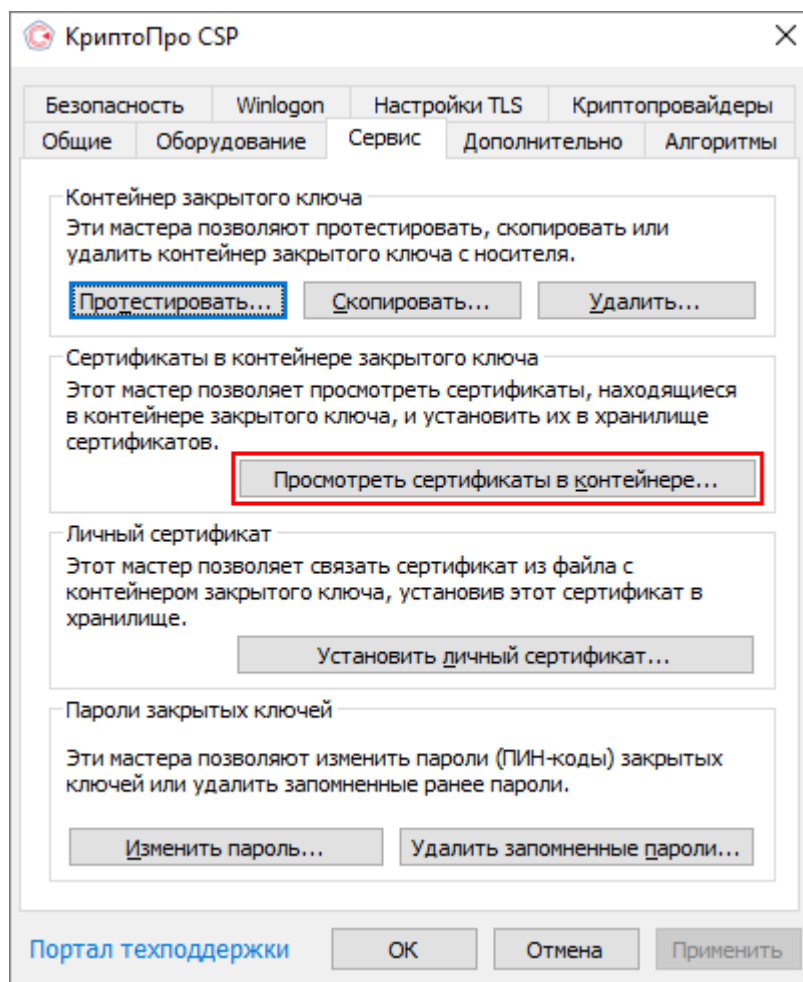 КриптоПро CSP
Безопасность Winlogon Настройки TLS Криптопровайдеры
Общие Оборудование Сервис Дополнительно Алгоритмы
Контейнер закрытого ключа
Эти мастера позволяют протестировать, скопировать или
удалить контейнер закрытого ключа с носителя.
Протестировать... Скопировать... Удалить...
Сертификаты в контейнере закрытого ключа
Этот мастер позволяет просмотреть сертификаты, находящиеся
в контейнере закрытого ключа, и установить их в хранилище
сертификатов.
Просмотреть сертификаты в контейнере...
Личный сертификат
Этот мастер позволяет связать сертификат из файла с
контейнером закрытого ключа, установив этот сертификат в
хранилище.
Установить личный сертификат...
Пароли закрытых ключей
Эти мастера позволяют изменить пароли (ПИН-коды) закрытых
ключей или удалить запомненные ранее пароли.
Изменить пароль... Удалить запомненные пароли...
Портал техподдержки ОК Отмена Применить